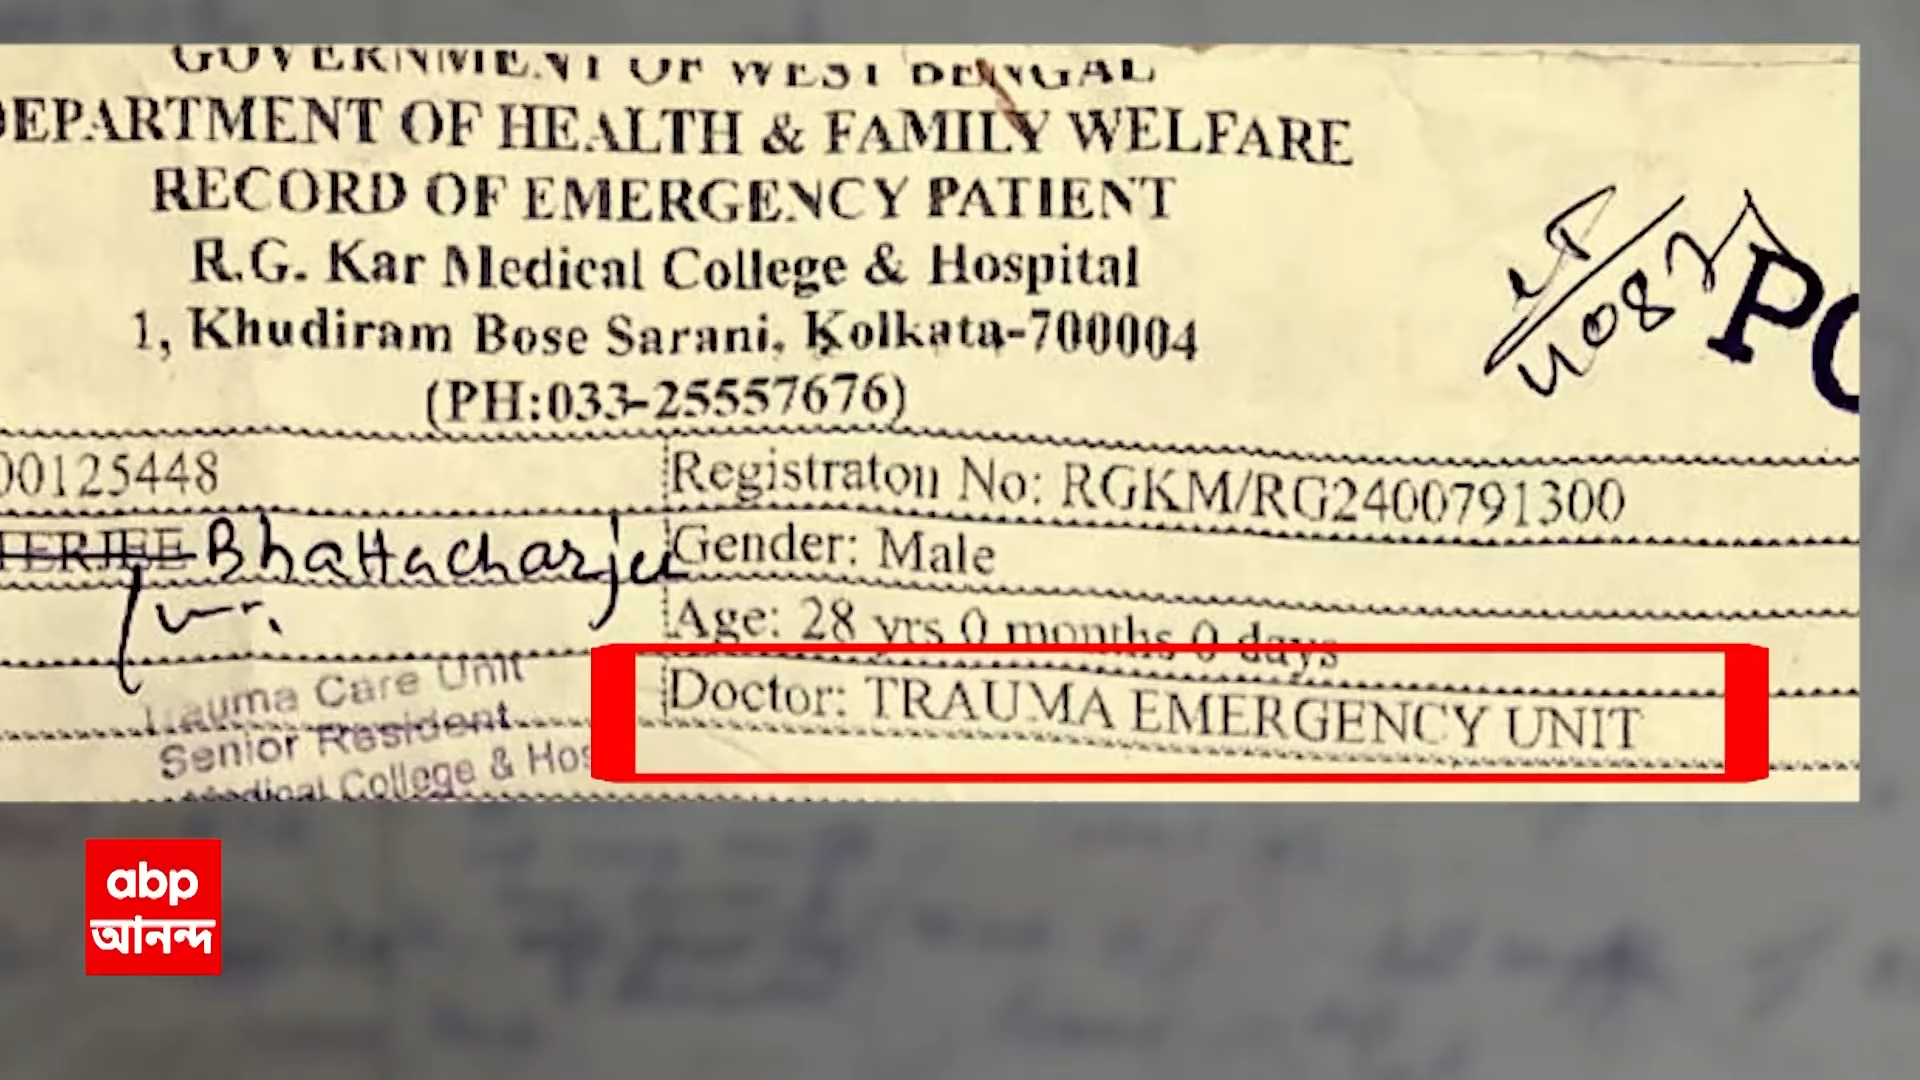 GOVERNMENT OF WEST BENGAL
DEPARTMENT OF HEALTH & FAMILY WELFARE
RECORD OF EMERGENCY PATIENT
R.G. Kar Medical College & Hospital
1, Khudiram Bose Sarani, Kolkata-700004
(PH:033-25557676)
00125448
Registraton No: RGKM/RG2400791300
TERJEE Bhattacharjee
Gender: Male
Age: 28 yrs 0 months 0 days
Trauma Care Unit
Doctor: TRAUMA EMERGENCY UNIT
Senior Resident
Medical College & Hos
abp
আনন্দ